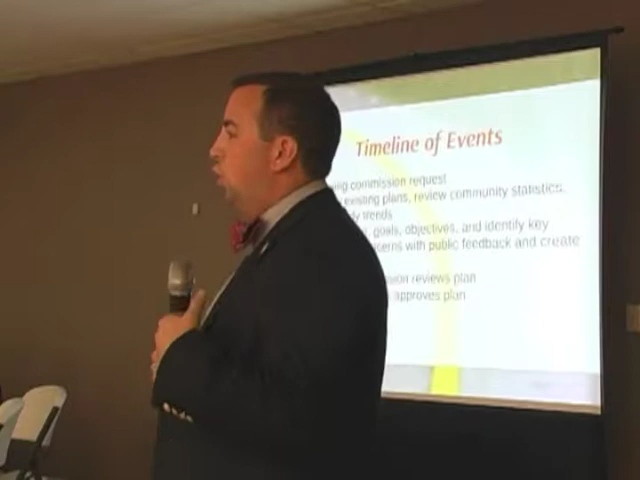 Timeline of Events
commission request
existing plans, review community statistics,
trends
goals, objectives, and identify key
with public feedback and create
reviews plan
approves plan